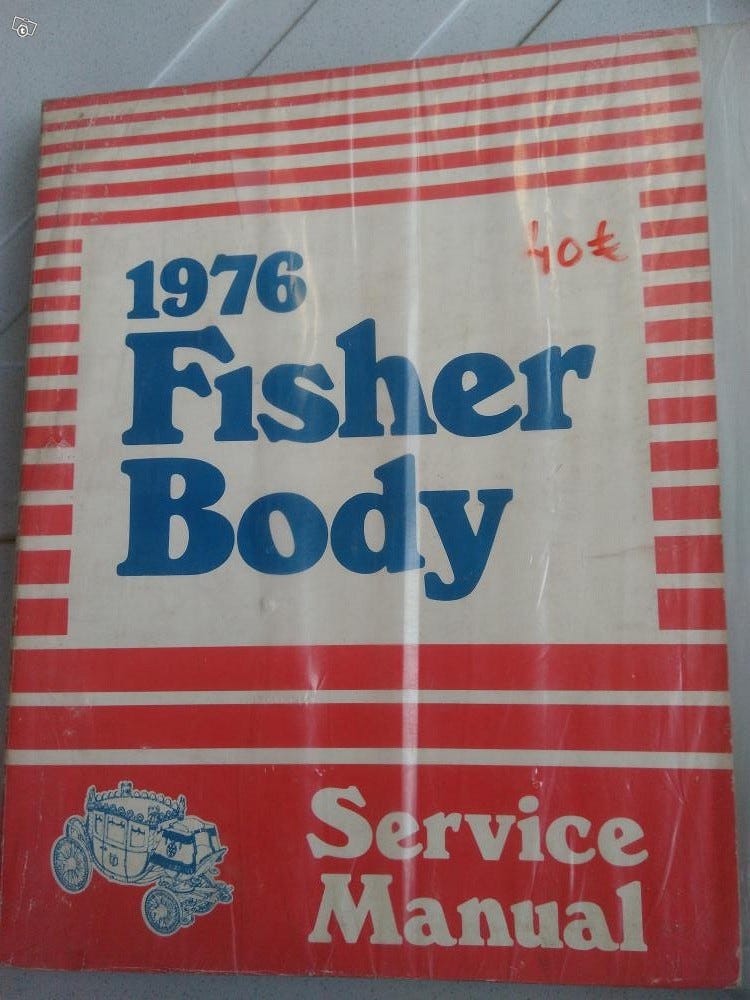 1976
40€
Fisher
Body
Service
Manual